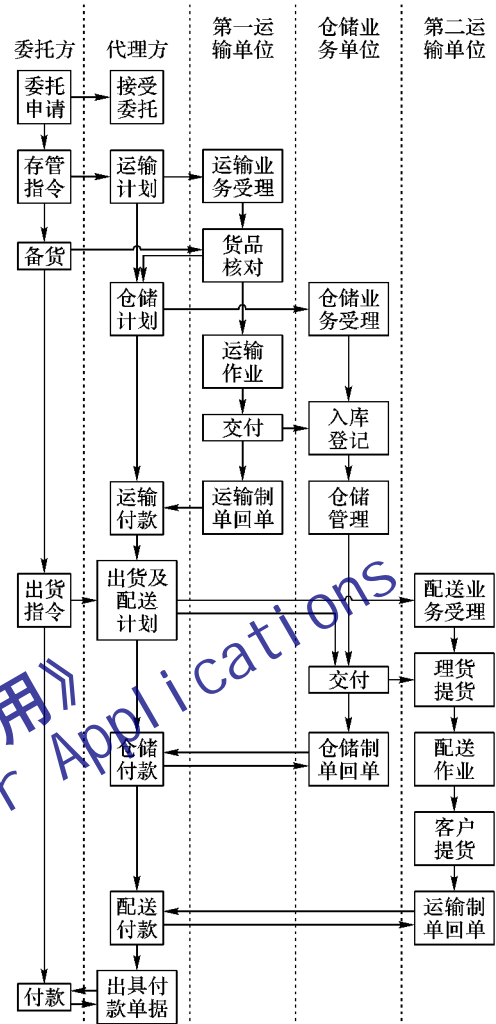 委托方
代理方
第一运
输单位
仓储业
务单位
第二运
输单位
委托
申请
接受
委托
存管
指令
运输
计划
运输业
务受理
备货
货品
核对
仓储
计划
仓储业
务受理
运输
作业
交付
入库
登记
运输
付款
运输制
单回单
仓储
管理
出货
指令
出货及
配送
计划
配送业
务受理
交付
理货
提货
仓储
付款
仓储制
单回单
配送
作业
客户
提货
配送
付款
运输制
单回单
付款
出具付
款单据
用》
r Applications